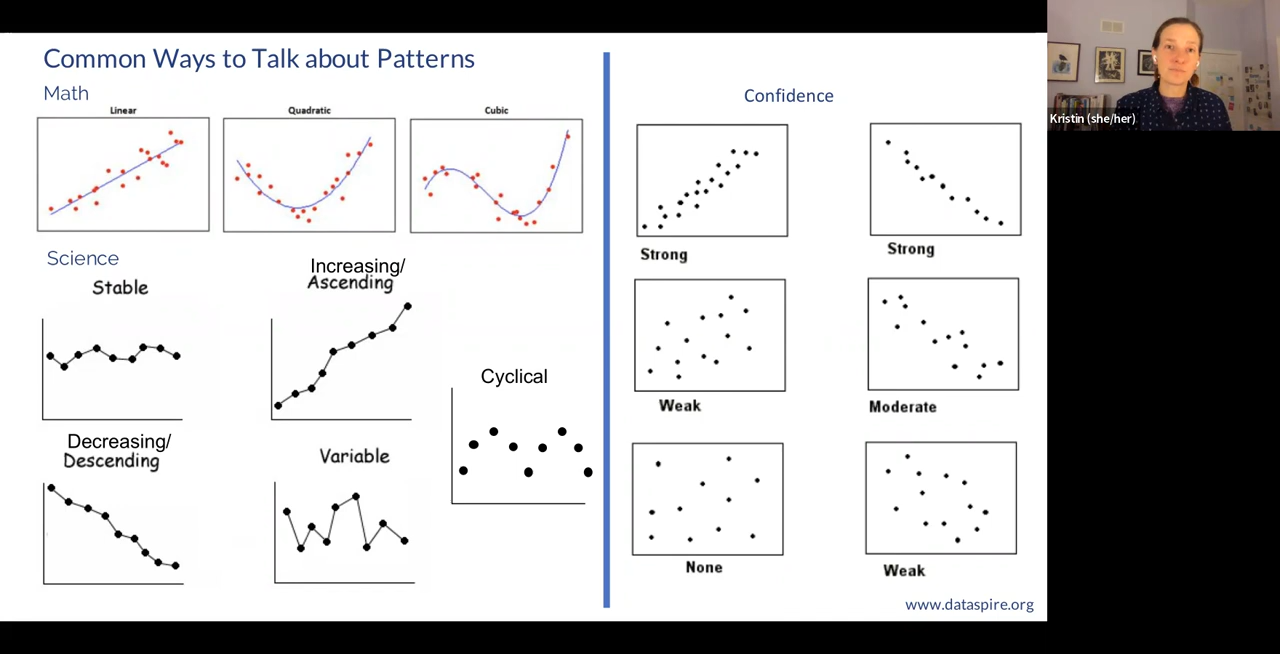 Common Ways to Talk about Patterns
Math
Linear
Quadratic
Cubic
Science
Stable
Increasing/
Ascending
Cyclical
Decreasing/
Descending
Variable
Confidence
Strong
Strong
Weak
Moderate
None
Weak
www.dataspire.org
Kristin (she/her)